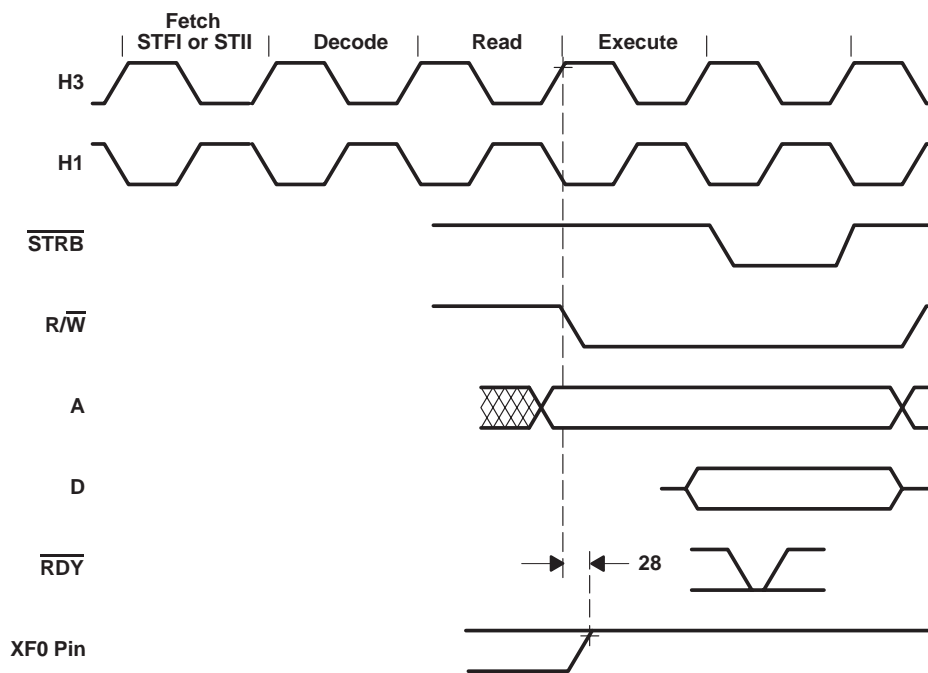 Fetch
STFI or STII
Decode
Read
Execute
H3
H1
STRB
R/W
A
D
RDY
28
XF0 Pin